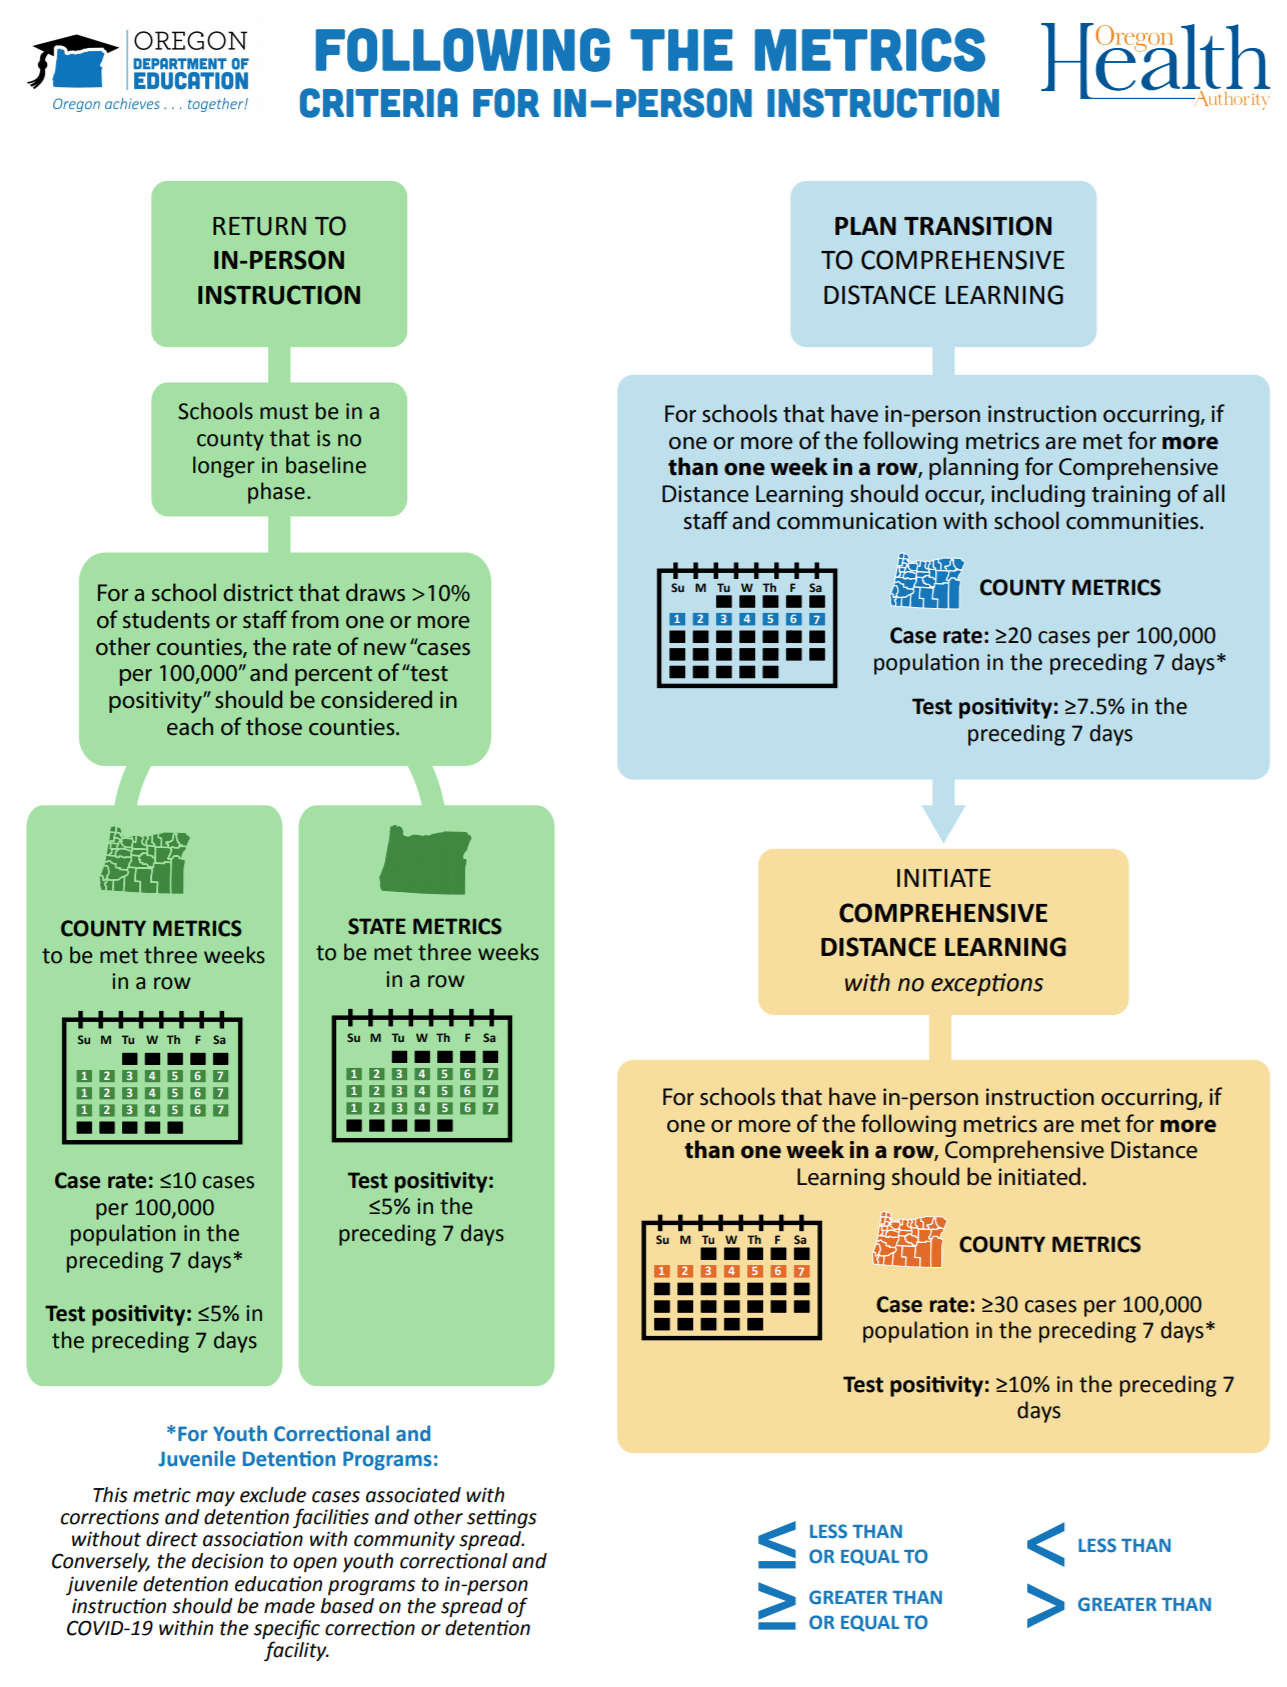 OREGON
DEPARTMENT OF
EDUCATION
Oregon achieves . . . together!
FOLLOWING THE METRICS
CRITERIA FOR IN-PERSON INSTRUCTION
Oregon
Health
Authority
RETURN TO
IN-PERSON
INSTRUCTION
Schools must be in a
county that is no
longer in baseline
phase.
For a school district that draws >10%
of students or staff from one or more
other counties, the rate of new “cases
per 100,000” and percent of “test
positivity” should be considered in
each of those counties.
COUNTY METRICS
to be met three weeks
in a row
Su M Tu W Th F Sa
1 2 3 4 5 6 7
1 2 3 4 5 6 7
1 2 3 4 5 6 7
Case rate: ≤10 cases
per 100,000
population in the
preceding 7 days*
Test positivity: ≤5% in
the preceding 7 days
STATE METRICS
to be met three weeks
in a row
Su M Tu W Th F Sa
1 2 3 4 5 6 7
1 2 3 4 5 6 7
1 2 3 4 5 6 7
Test positivity:
≤5% in the
preceding 7 days
*For Youth Correctional and
Juvenile Detention Programs:
This metric may exclude cases associated with
corrections and detention facilities and other settings
without direct association with community spread.
Conversely, the decision to open youth correctional and
juvenile detention education programs to in-person
instruction should be made based on the spread of
COVID-19 within the specific correction or detention
facility.
PLAN TRANSITION
TO COMPREHENSIVE
DISTANCE LEARNING
For schools that have in-person instruction occurring, if
one or more of the following metrics are met for more
than one week in a row, planning for Comprehensive
Distance Learning should occur, including training of all
staff and communication with school communities.
Su M Tu W Th F Sa
1 2 3 4 5 6 7
COUNTY METRICS
Case rate: ≥20 cases per 100,000
population in the preceding 7 days*
Test positivity: ≥7.5% in the
preceding 7 days
INITIATE
COMPREHENSIVE
DISTANCE LEARNING
with no exceptions
For schools that have in-person instruction occurring, if
one or more of the following metrics are met for more
than one week in a row, Comprehensive Distance
Learning should be initiated.
Su M Tu W Th F Sa
1 2 3 4 5 6 7
COUNTY METRICS
Case rate: ≥30 cases per 100,000
population in the preceding 7 days*
Test positivity: ≥10% in the preceding 7
days
≤ LESS THAN
OR EQUAL TO
≥ GREATER THAN
OR EQUAL TO
< LESS THAN
> GREATER THAN